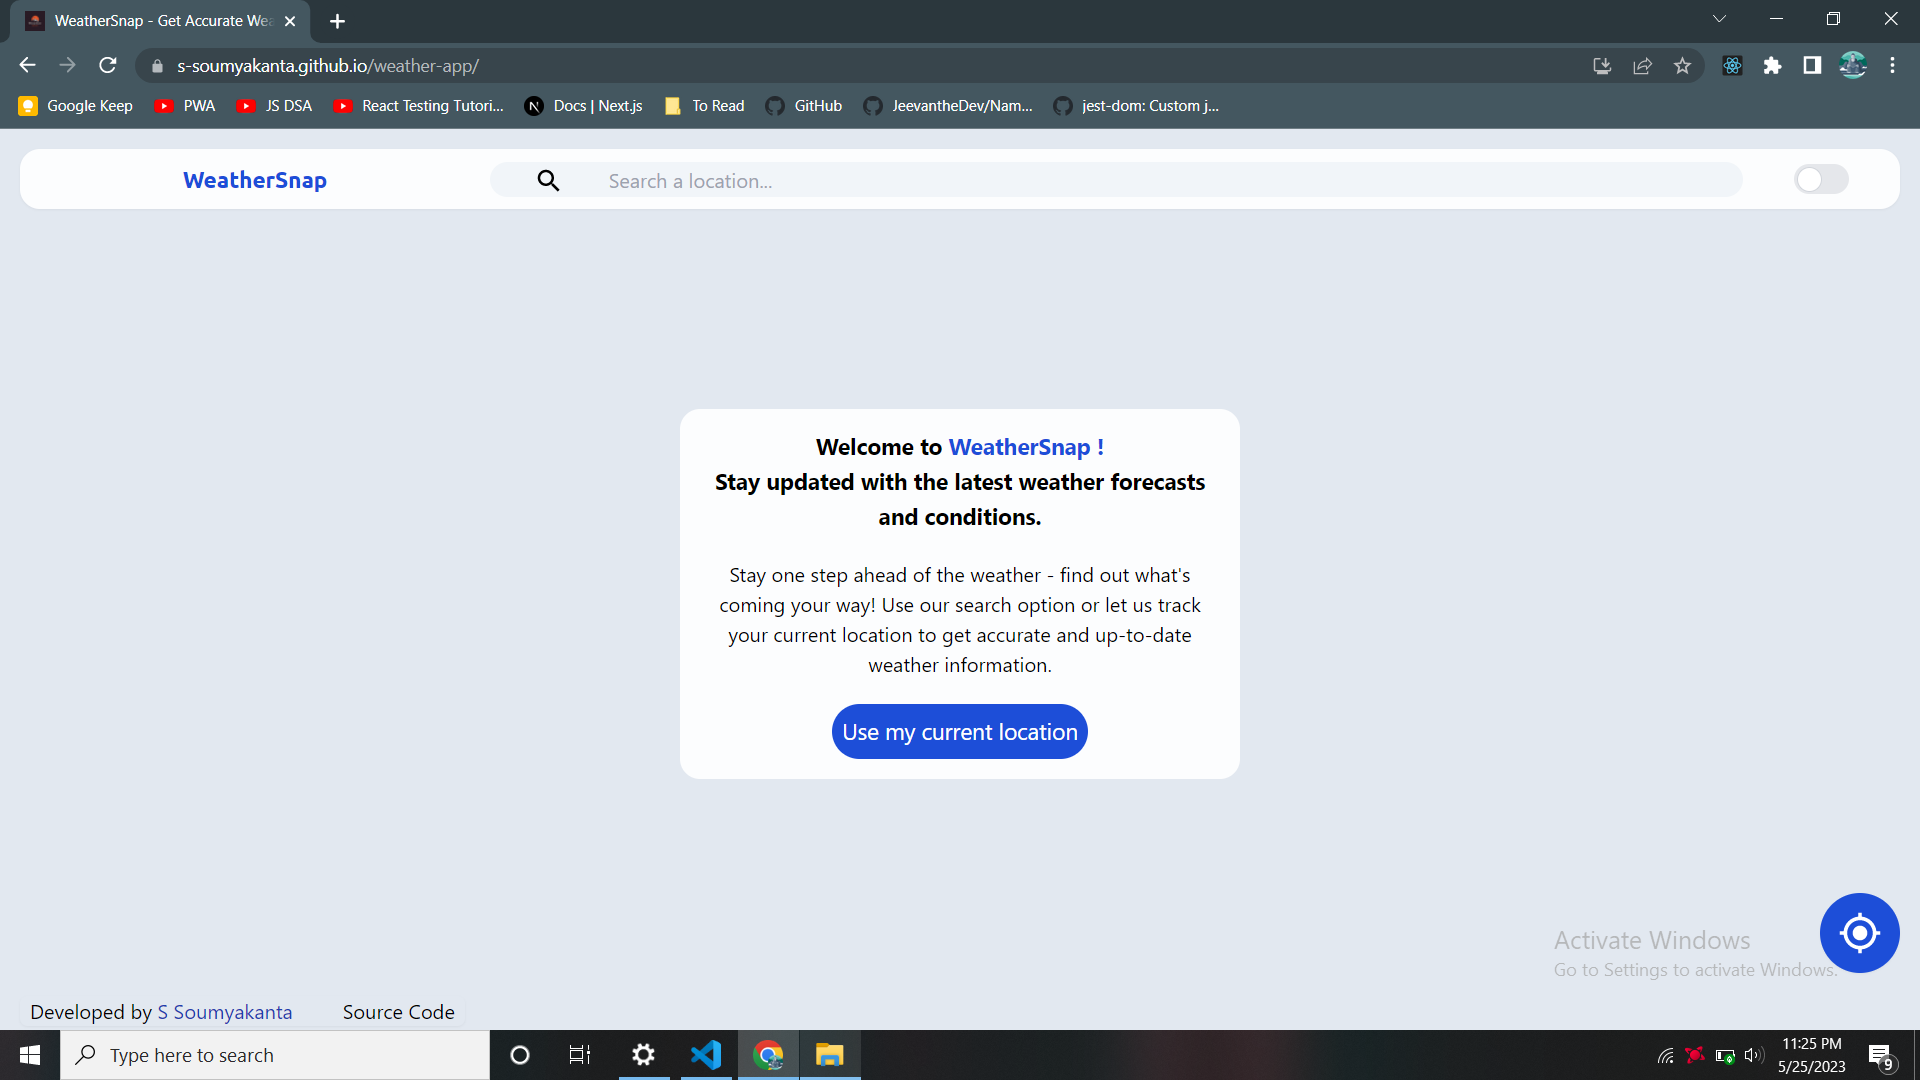 WeatherSnap - Get Accurate Wea
s-soumyakanta.github.io/weather-app/
Google Keep
PWA
JS DSA
React Testing Tutori...
Docs | Next.js
To Read
GitHub
JeevantheDev/Nam...
jest-dom: Custom j...
WeatherSnap
Search a location...
Welcome to WeatherSnap !
Stay updated with the latest weather forecasts
and conditions.
Stay one step ahead of the weather - find out what's
coming your way! Use our search option or let us track
your current location to get accurate and up-to-date
weather information.
Use my current location
Activate Windows
Go to Settings to activate Windows.
Developed by S Soumyakanta
Source Code
Type here to search
11:25 PM
5/25/2023
9